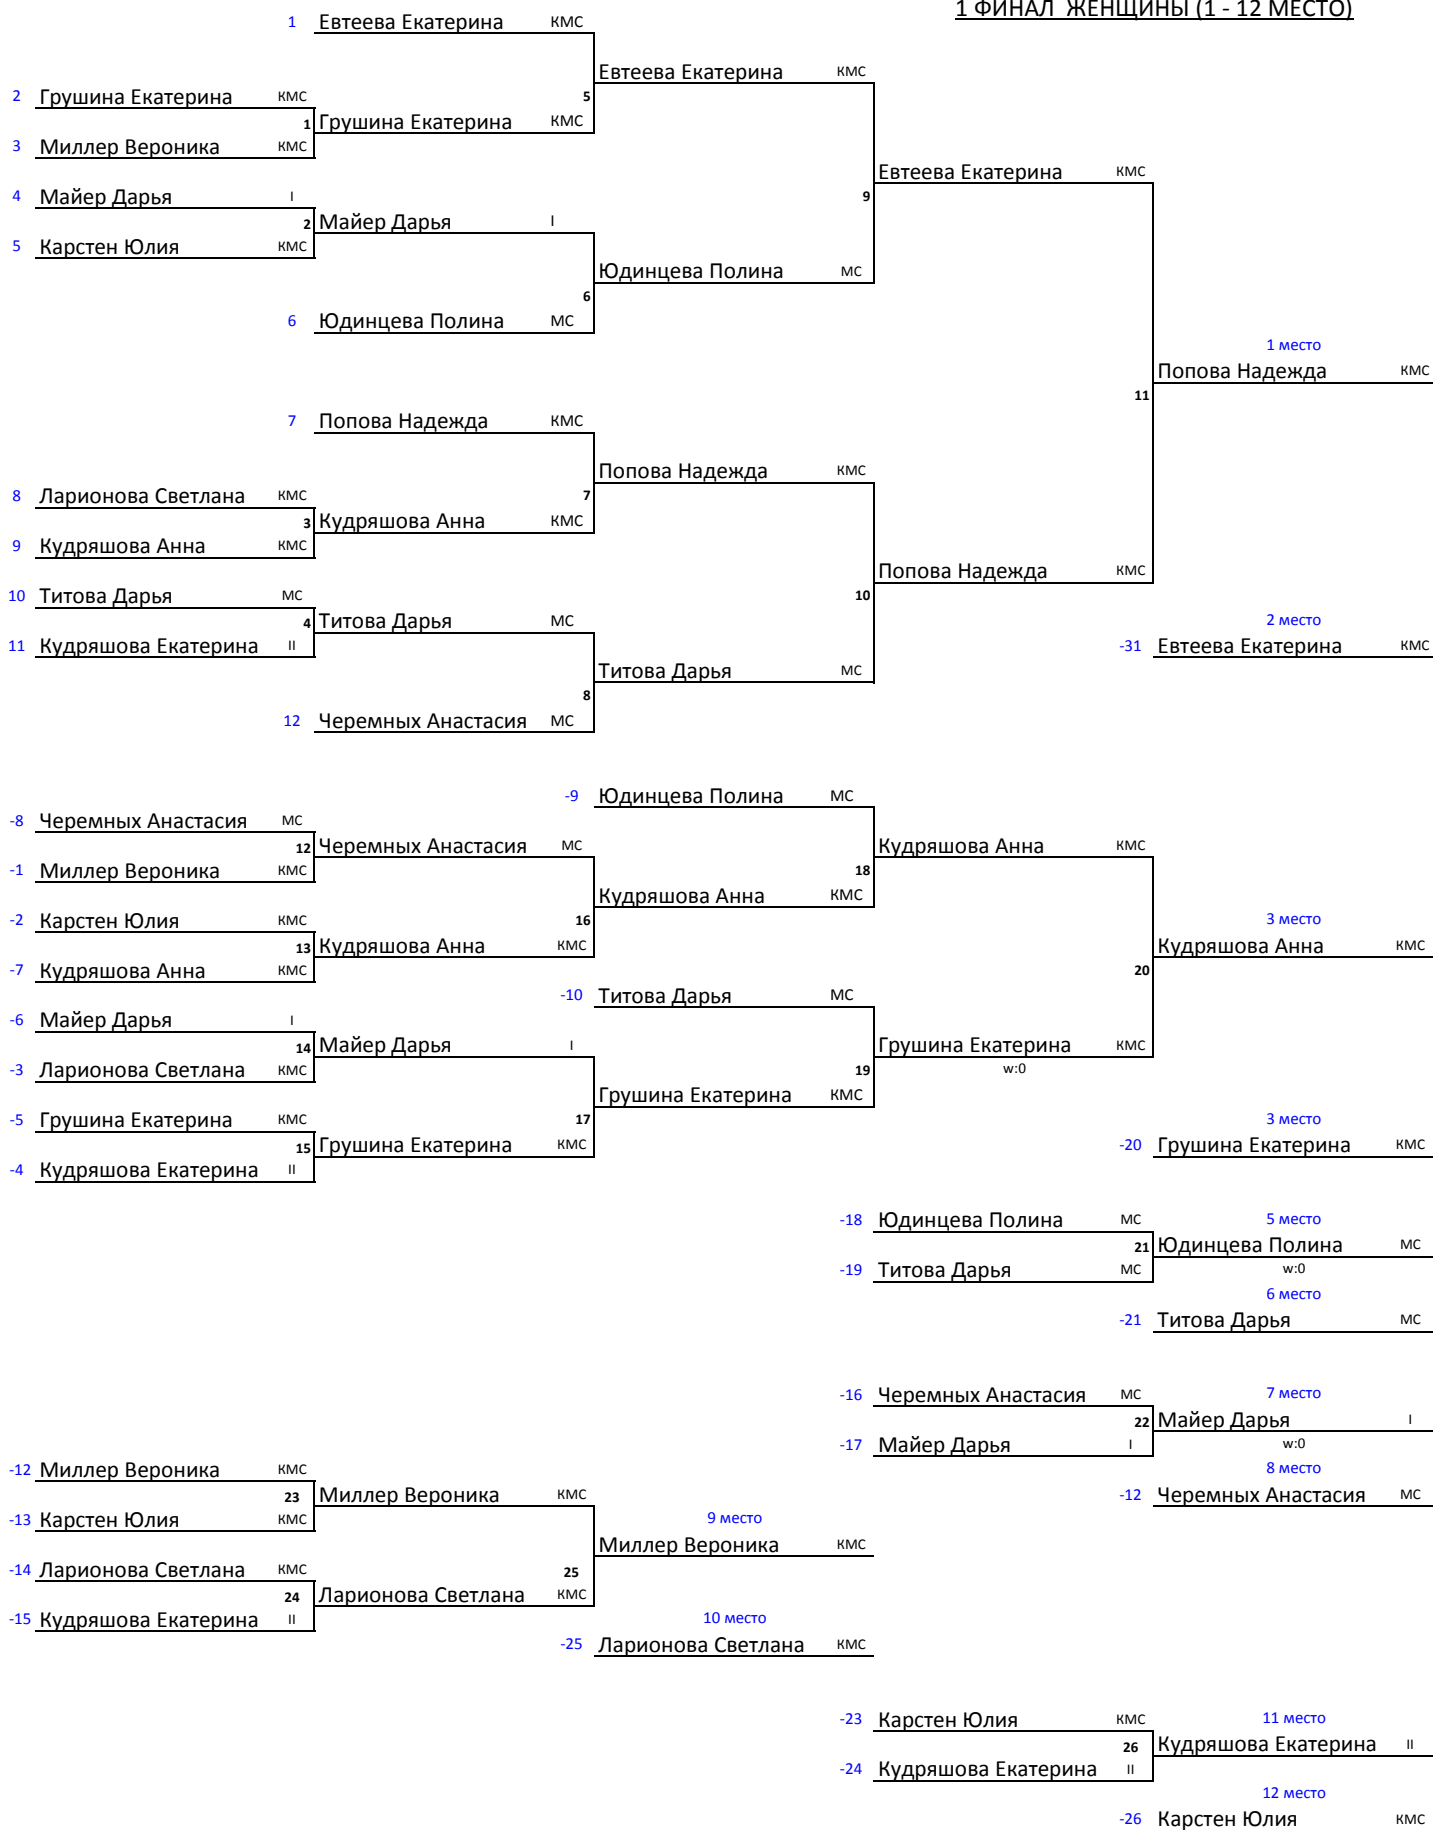 1 ФИНАЛ ЖЕНЩИНЫ (1 - 12 МЕСТО)
1 Евтеева Екатерина КМС
Евтеева Екатерина КМС
2 Грушина Екатерина КМС 5
1 Грушина Екатерина КМС
3 Миллер Вероника КМС
Евтеева Екатерина КМС
4 Майер Дарья I 9
2 Майер Дарья I
5 Карстен Юлия КМС
Юдинцева Полина МС
6
6 Юдинцева Полина МС
1 место
Попова Надежда КМС
11
7 Попова Надежда КМС
Попова Надежда КМС
8 Ларионова Светлана КМС 7
3 Кудряшова Анна КМС
9 Кудряшова Анна КМС
Попова Надежда КМС
10 Титова Дарья МС 10
4 Титова Дарья МС 2 место
11 Кудряшова Екатерина II -31 Евтеева Екатерина КМС
Титова Дарья МС
8
12 Черемных Анастасия МС
-9 Юдинцева Полина МС
-8 Черемных Анастасия МС
12 Черемных Анастасия МС Кудряшова Анна КМС
-1 Миллер Вероника КМС 18
Кудряшова Анна КМС
-2 Карстен Юлия КМС 16 3 место
13 Кудряшова Анна КМС Кудряшова Анна КМС
-7 Кудряшова Анна КМС 20
-10 Титова Дарья МС
-6 Майер Дарья I
14 Майер Дарья I Грушина Екатерина КМС
-3 Ларионова Светлана КМС 19 w:0
Грушина Екатерина КМС
-5 Грушина Екатерина КМС 17 3 место
15 Грушина Екатерина КМС -20 Грушина Екатерина КМС
-4 Кудряшова Екатерина II
-18 Юдинцева Полина МС 5 место
21 Юдинцева Полина МС
-19 Титова Дарья МС w:0
6 место
-21 Титова Дарья МС
-16 Черемных Анастасия МС 7 место
22 Майер Дарья I
-17 Майер Дарья I w:0
-12 Миллер Вероника КМС 8 место
23 Миллер Вероника КМС -12 Черемных Анастасия МС
-13 Карстен Юлия КМС 9 место
Миллер Вероника КМС
-14 Ларионова Светлана КМС 25
24 Ларионова Светлана КМС
-15 Кудряшова Екатерина II 10 место
-25 Ларионова Светлана КМС
-23 Карстен Юлия КМС 11 место
26 Кудряшова Екатерина II
-24 Кудряшова Екатерина II
12 место
-26 Карстен Юлия КМС